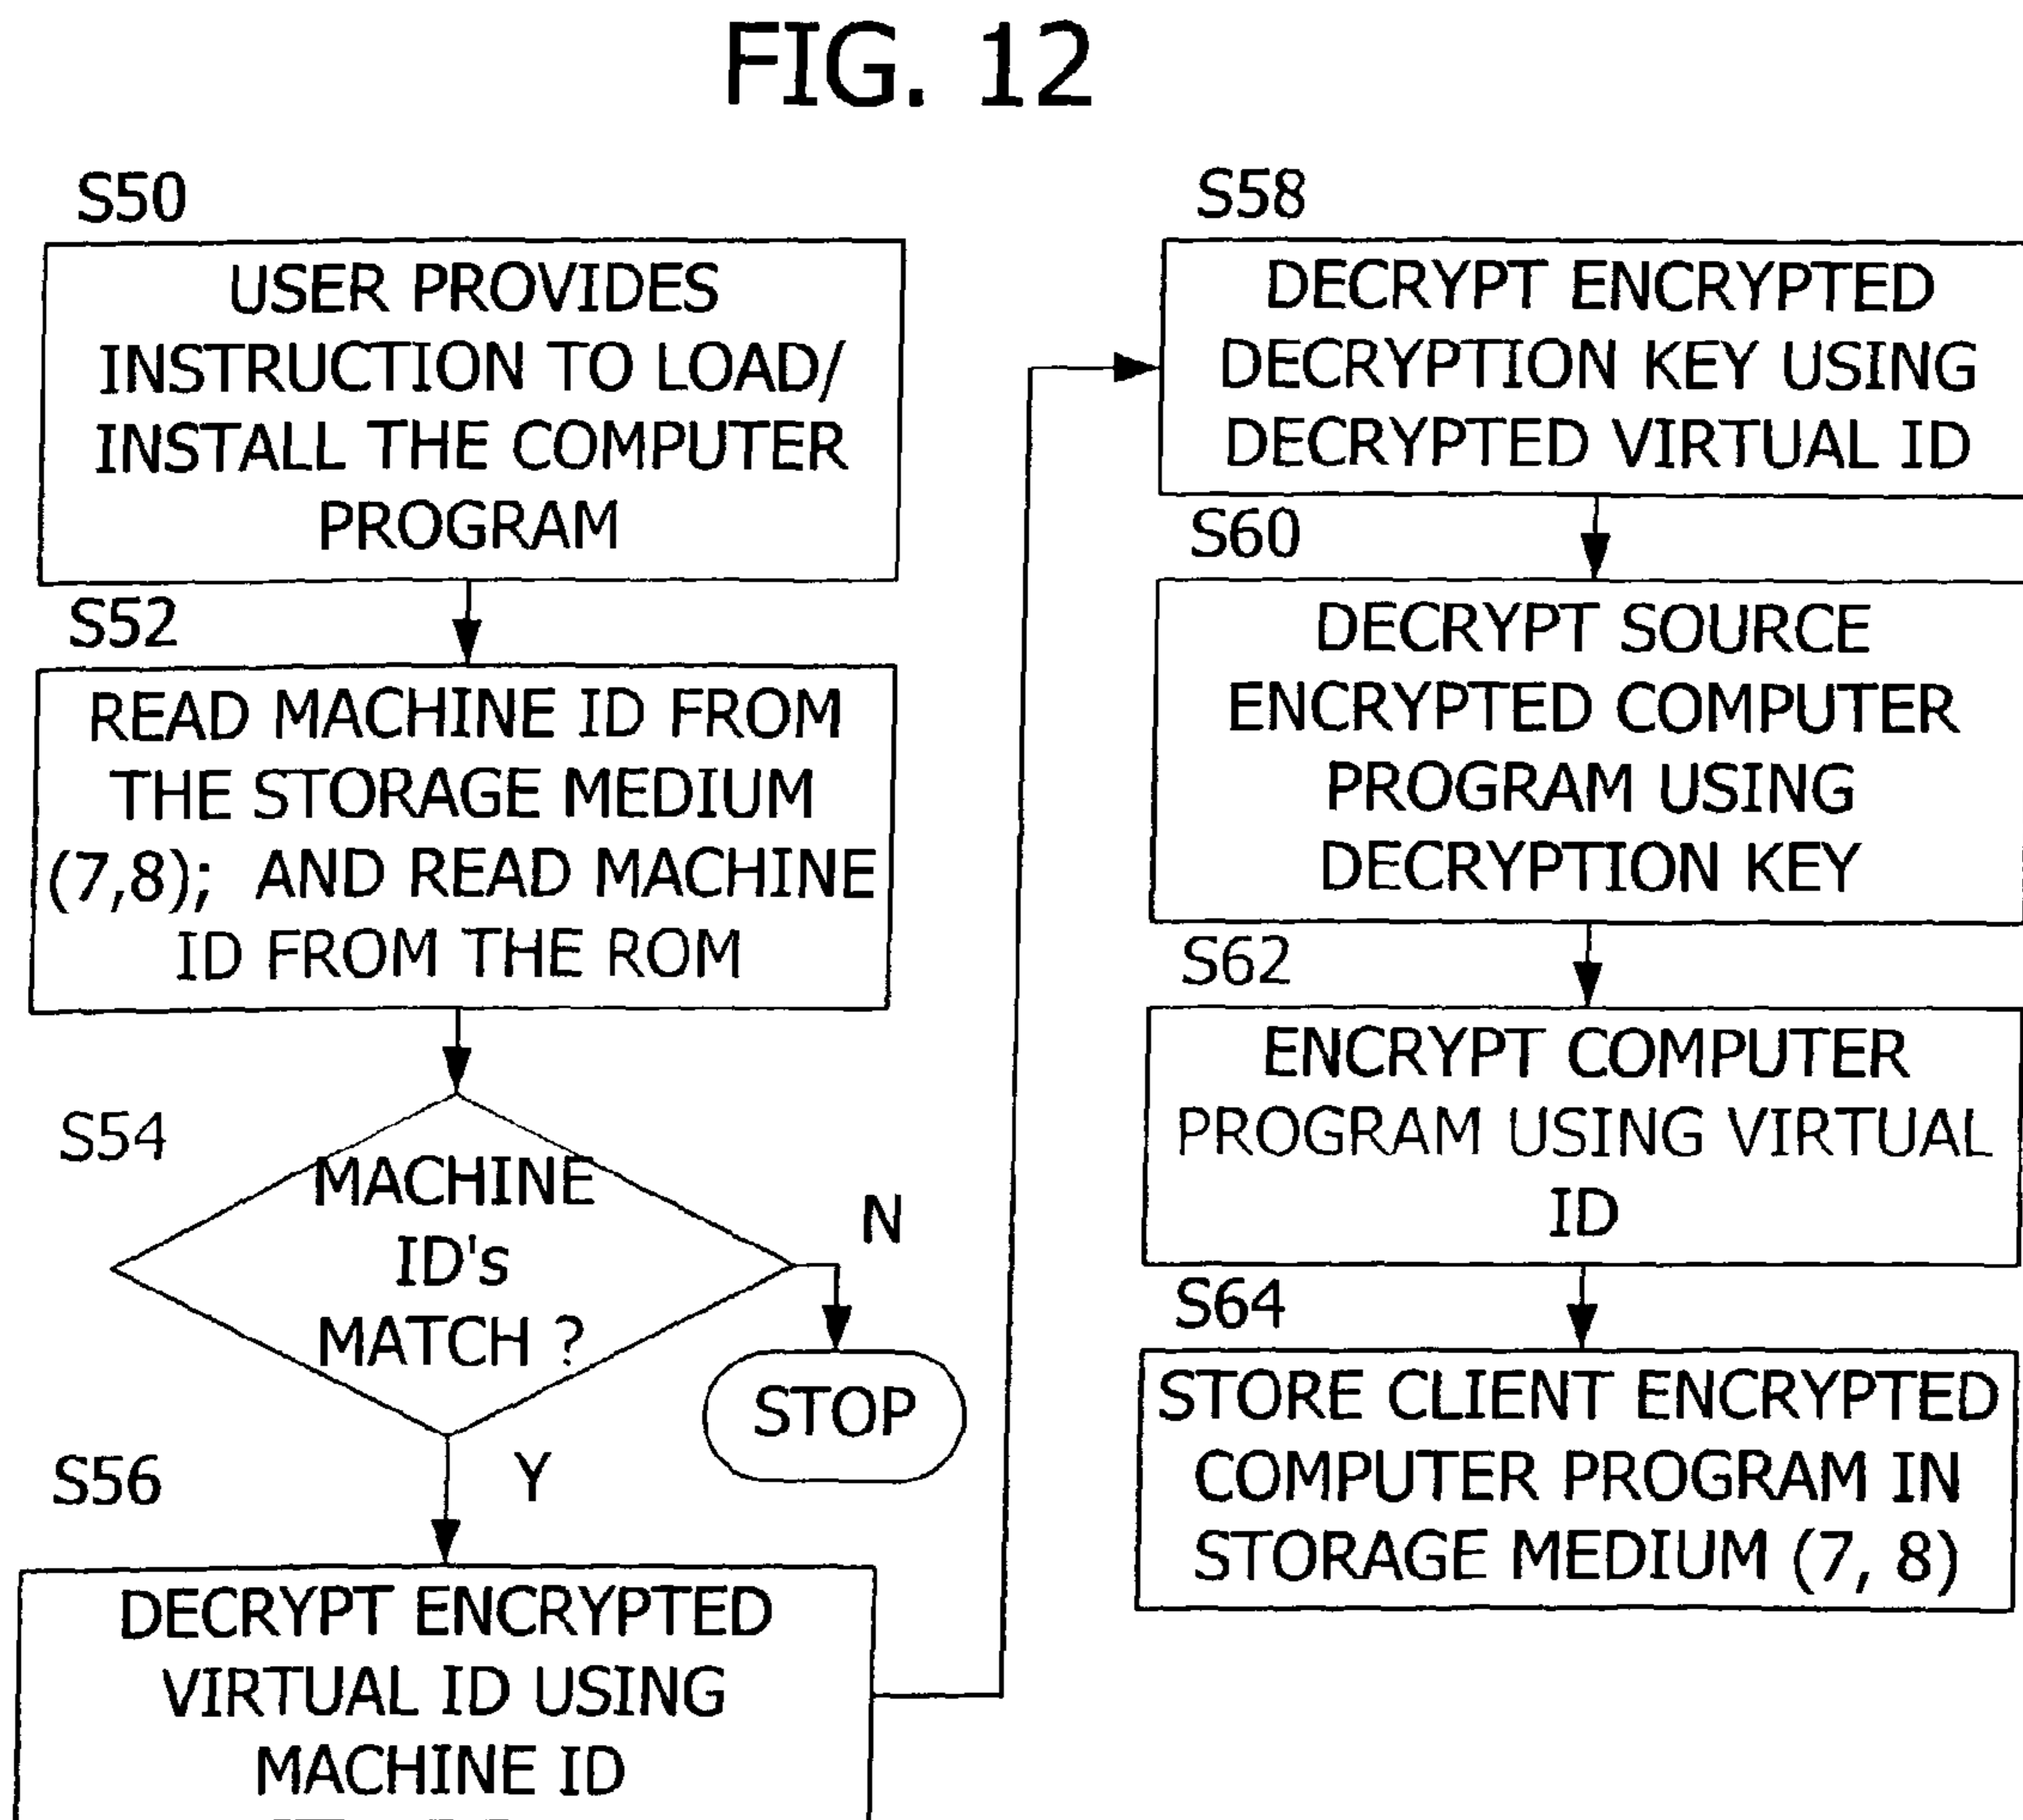 FIG. 12
S50
USER PROVIDES
INSTRUCTION TO LOAD/
INSTALL THE COMPUTER
PROGRAM
S52
READ MACHINE ID FROM
THE STORAGE MEDIUM
(7,8); AND READ MACHINE
ID FROM THE ROM
S54
MACHINE
ID's
MATCH ?
N
STOP
Y
S56
DECRYPT ENCRYPTED
VIRTUAL ID USING
MACHINE ID
S58
DECRYPT ENCRYPTED
DECRYPTION KEY USING
DECRYPTED VIRTUAL ID
S60
DECRYPT SOURCE
ENCRYPTED COMPUTER
PROGRAM USING
DECRYPTION KEY
S62
ENCRYPT COMPUTER
PROGRAM USING VIRTUAL
ID
S64
STORE CLIENT ENCRYPTED
COMPUTER PROGRAM IN
STORAGE MEDIUM (7, 8)